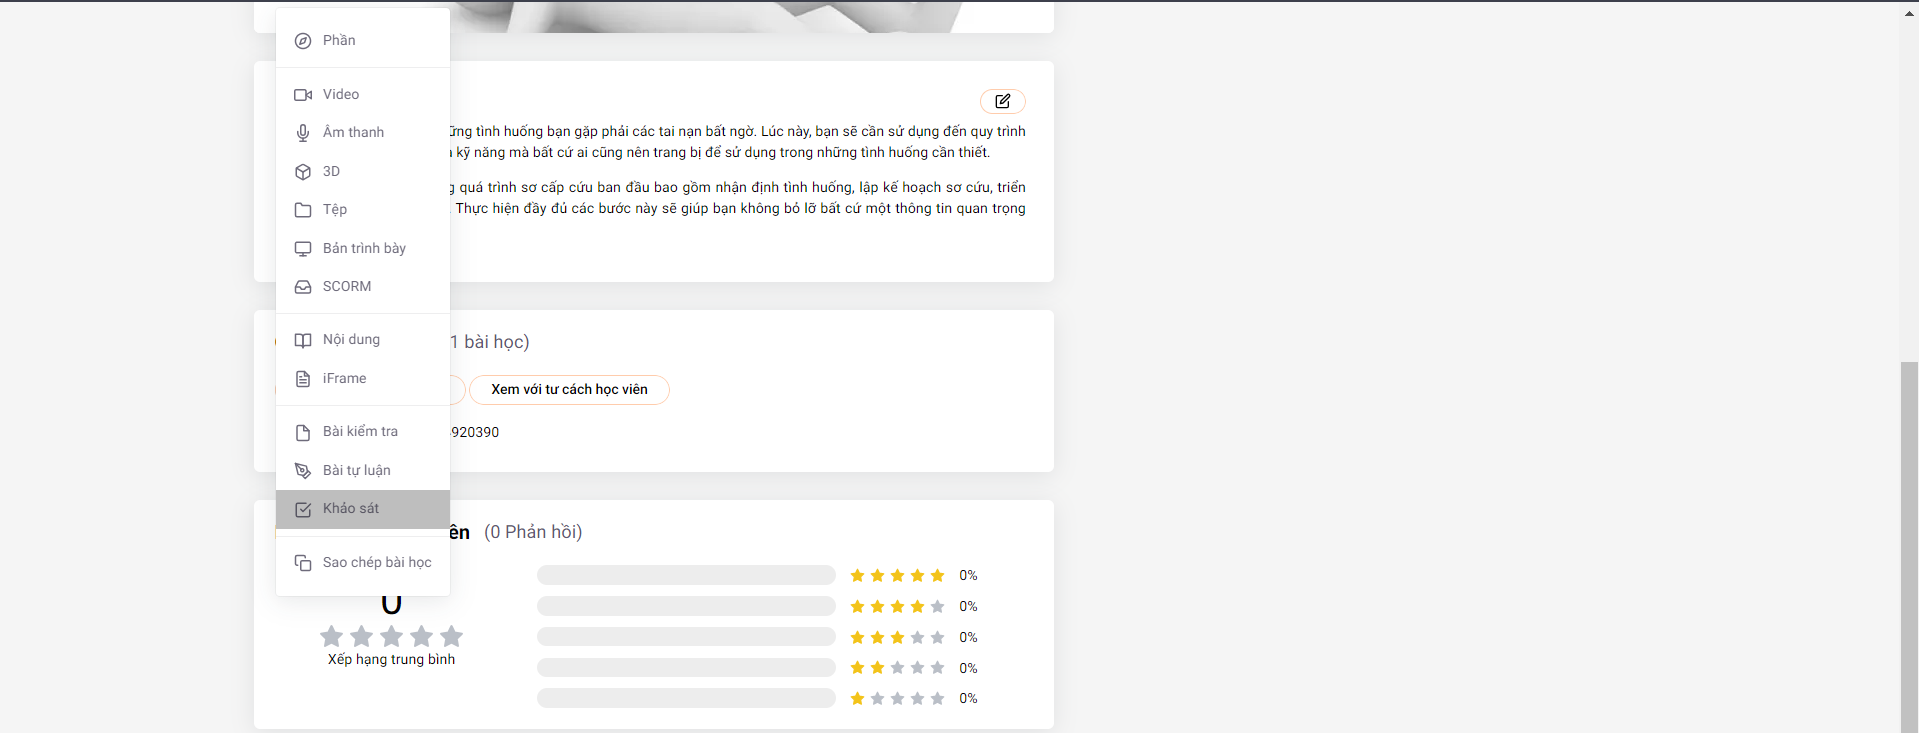 Phần
Video
Âm thanh
3D
Tệp
Bản trình bày
SCORM
Nội dung
iFrame
Bài kiểm tra
Bài tự luận
Khảo sát
Sao chép bài học
tình huống bạn gặp phải các tai nạn bất ngờ. Lúc này, bạn sẽ cần sử dụng đến quy trình
kỹ năng mà bất cứ ai cũng nên trang bị để sử dụng trong những tình huống cần thiết.
quá trình sơ cấp cứu ban đầu bao gồm nhận định tình huống, lập kế hoạch sơ cứu, triển
. Thực hiện đầy đủ các bước này sẽ giúp bạn không bỏ lỡ bất cứ một thông tin quan trọng
1 bài học)
Xem với tư cách học viên
920390
ên (0 Phản hồi)
0
Xếp hạng trung bình
0%
0%
0%
0%
0%